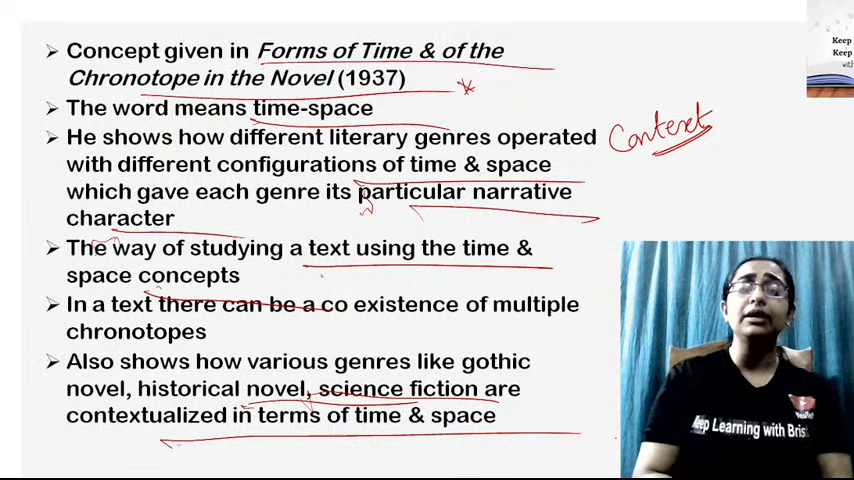 Concept given in Forms of Time & of the
Chronotope in the Novel (1937)
The word means time-space
He shows how different literary genres operated
with different configurations of time & space
which gave each genre its particular narrative
character
The way of studying a text using the time &
space concepts
In a text there can be a co existence of multiple
chronotopes
Also shows how various genres like gothic
novel, historical novel, science fiction are
contextualized in terms of time & space
Context
Keep
Keep
with
Keep Learning with Bris